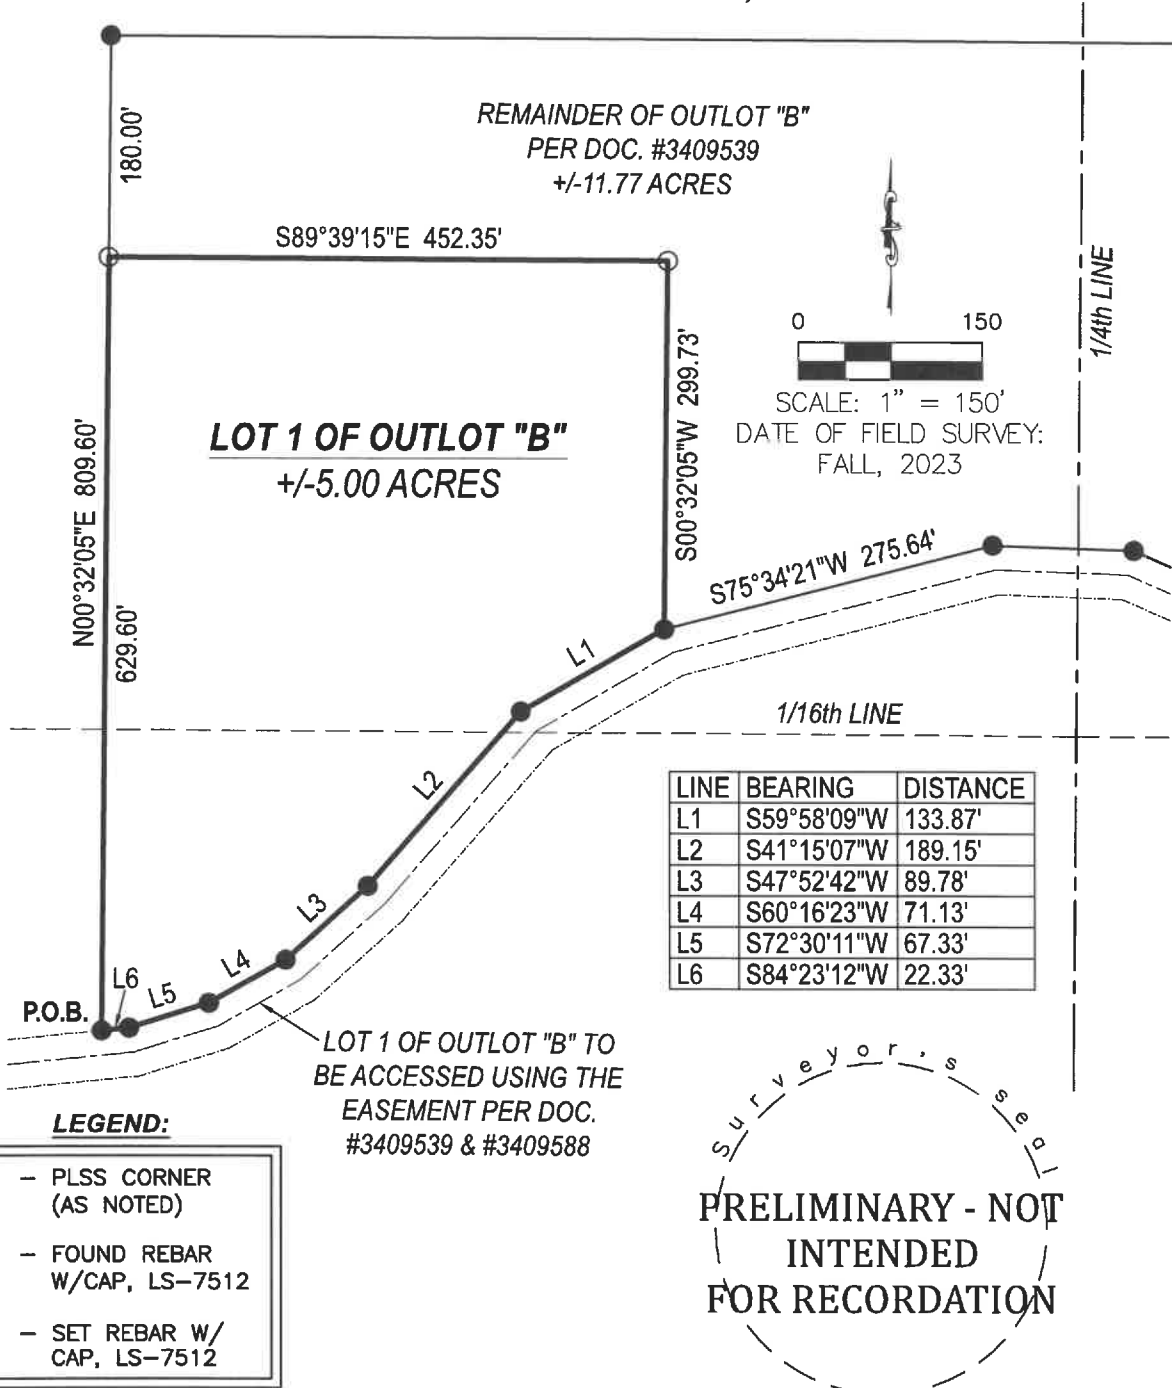 180.00'
REMAINDER OF OUTLOT "B"
PER DOC. #3409539
+/-11.77 ACRES
S89°39'15"E 452.35'
1/4th LINE
0 150
SCALE: 1" = 150'
DATE OF FIELD SURVEY:
FALL, 2023
S00°32'05"W 299.73'
LOT 1 OF OUTLOT "B"
+/-5.00 ACRES
N00°32'05"E 809.60'
629.60'
S75°34'21"W 275.64'
L1
1/16th LINE
L2
LINE BEARING DISTANCE
L1 S59°58'09"W 133.87'
L2 S41°15'07"W 189.15'
L3 S47°52'42"W 89.78'
L4 S60°16'23"W 71.13'
L5 S72°30'11"W 67.33'
L6 S84°23'12"W 22.33'
L3
L4
L6
L5
P.O.B.
LOT 1 OF OUTLOT "B" TO
BE ACCESSED USING THE
EASEMENT PER DOC.
#3409539 & #3409588
LEGEND:
– PLSS CORNER
(AS NOTED)
– FOUND REBAR
W/CAP, LS–7512
– SET REBAR W/
CAP, LS–7512
Surveyor's seal
PRELIMINARY - NOT
INTENDED
FOR RECORDATION